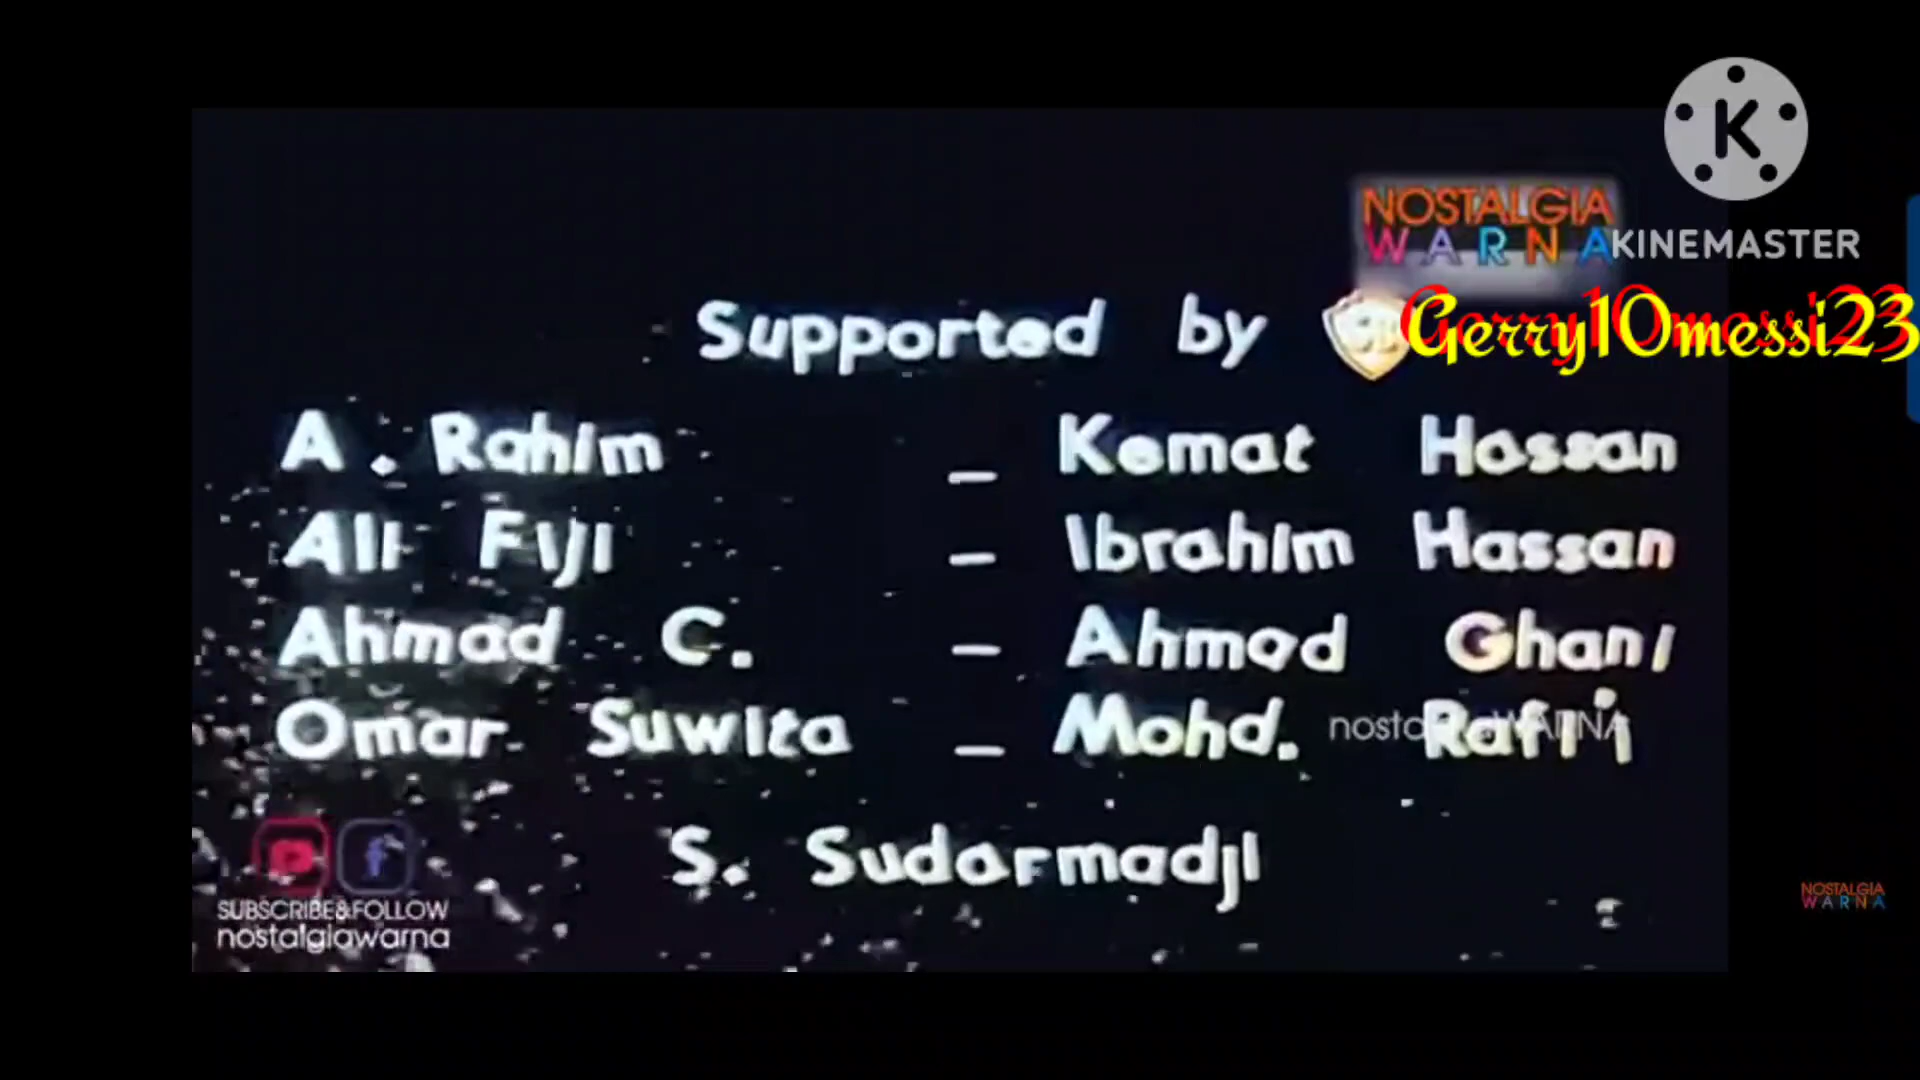 NOSTALGIA
WARNA
KINEMASTER
Supported by
Gerry10messi23
A. Rahim – Kemat Hassan
Ali Fiji – Ibrahim Hassan
Ahmad C. – Ahmad Ghani
Omar Suwita – Mohd. Rafi'i
nostalgiaWARNA
S. Sudarmadji
SUBSCRIBE&FOLLOW
nostalgiawarna
NOSTALGIA
WARNA